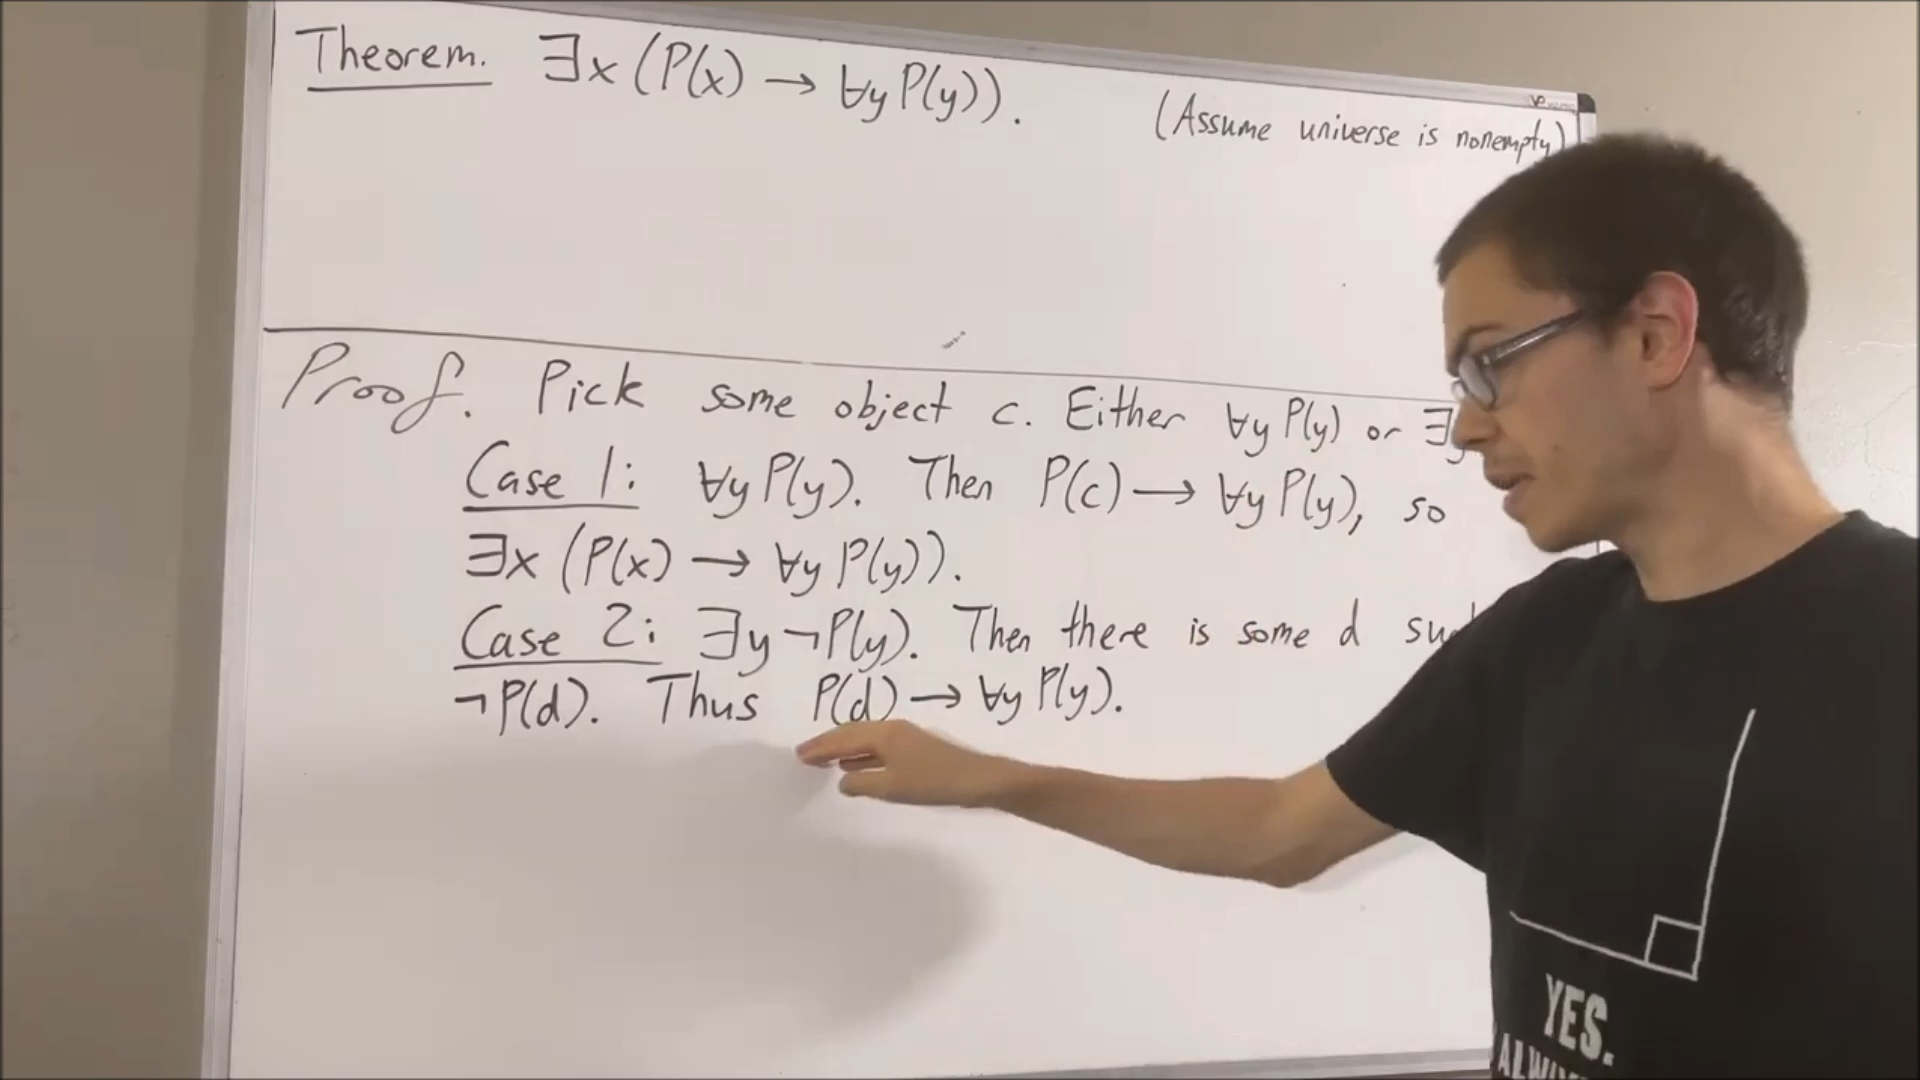 Theorem. ∃x (P(x) → ∀y P(y)).
(Assume universe is nonempty)
Proof. Pick some object c. Either ∀y P(y) or ∃y
Case 1: ∀y P(y). Then P(c) → ∀y P(y), so
∃x (P(x) → ∀y P(y)).
Case 2: ∃y ¬P(y). Then there is some d
¬P(d). Thus P(d) → ∀y P(y).
YES.